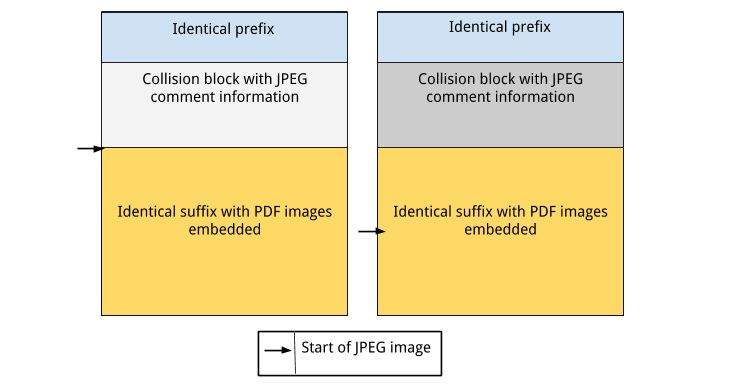 Identical prefix
Collision block with JPEG
comment information
Identical suffix with PDF images
embedded
Identical prefix
Collision block with JPEG
comment information
Identical suffix with PDF images
embedded
Start of JPEG image